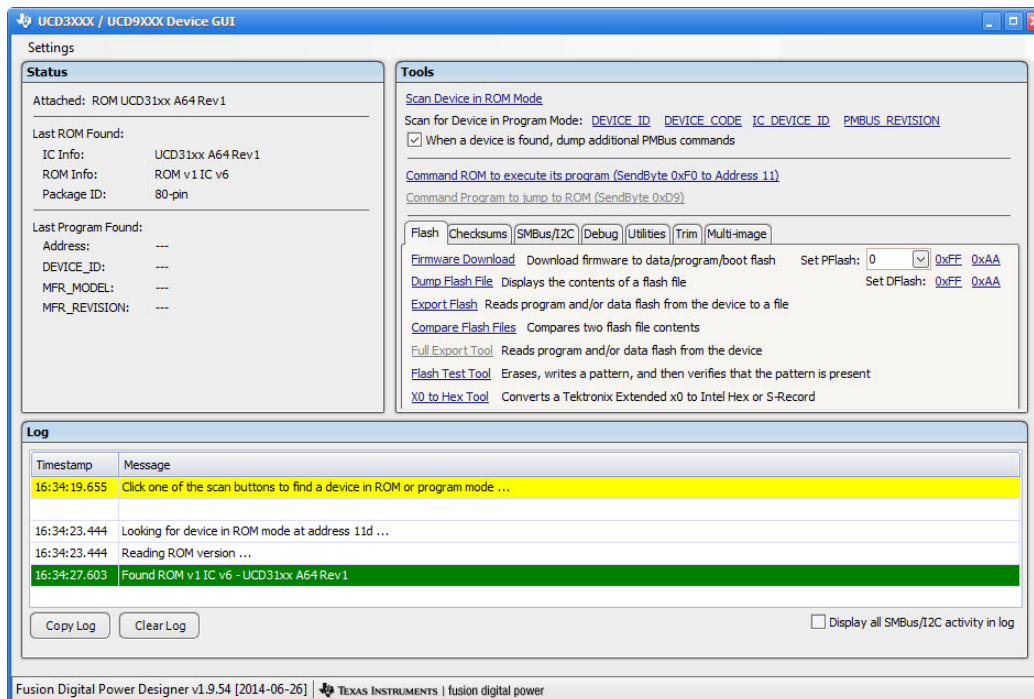 UCD3XXX / UCD9XXX Device GUI
Settings
Status
Attached: ROM UCD31xx A64 Rev1
Last ROM Found:
IC Info: UCD31xx A64 Rev1
ROM Info: ROM v1 IC v6
Package ID: 80-pin
Last Program Found:
Address: ---
DEVICE_ID: ---
MFR_MODEL: ---
MFR_REVISION: ---
Tools
Scan Device in ROM Mode
Scan for Device in Program Mode: DEVICE_ID DEVICE_CODE IC_DEVICE_ID PMBUS_REVISION
When a device is found, dump additional PMBus commands
Command ROM to execute its program (SendByte 0xF0 to Address 11)
Command Program to jump to ROM (SendByte 0xD9)
Flash Checksums SMBus/I2C Debug Utilities Trim Multi-image
Firmware Download Download firmware to data/program/boot flash Set PFlash: 0 0xFF 0xAA
Dump Flash File Displays the contents of a flash file Set DFlash: 0xFF 0xAA
Export Flash Reads program and/or data flash from the device to a file
Compare Flash Files Compares two flash file contents
Full Export Tool Reads program and/or data flash from the device
Flash Test Tool Erases, writes a pattern, and then verifies that the pattern is present
X0 to Hex Tool Converts a Tektronix Extended x0 to Intel Hex or S-Record
Log
Timestamp Message
16:34:19.655 Click one of the scan buttons to find a device in ROM or program mode ...
16:34:23.444 Looking for device in ROM mode at address 11d ...
16:34:23.444 Reading ROM version ...
16:34:27.603 Found ROM v1 IC v6 - UCD31xx A64 Rev1
Copy Log Clear Log Display all SMBus/I2C activity in log
Fusion Digital Power Designer v1.9.54 [2014-06-26] TEXAS INSTRUMENTS | fusion digital power